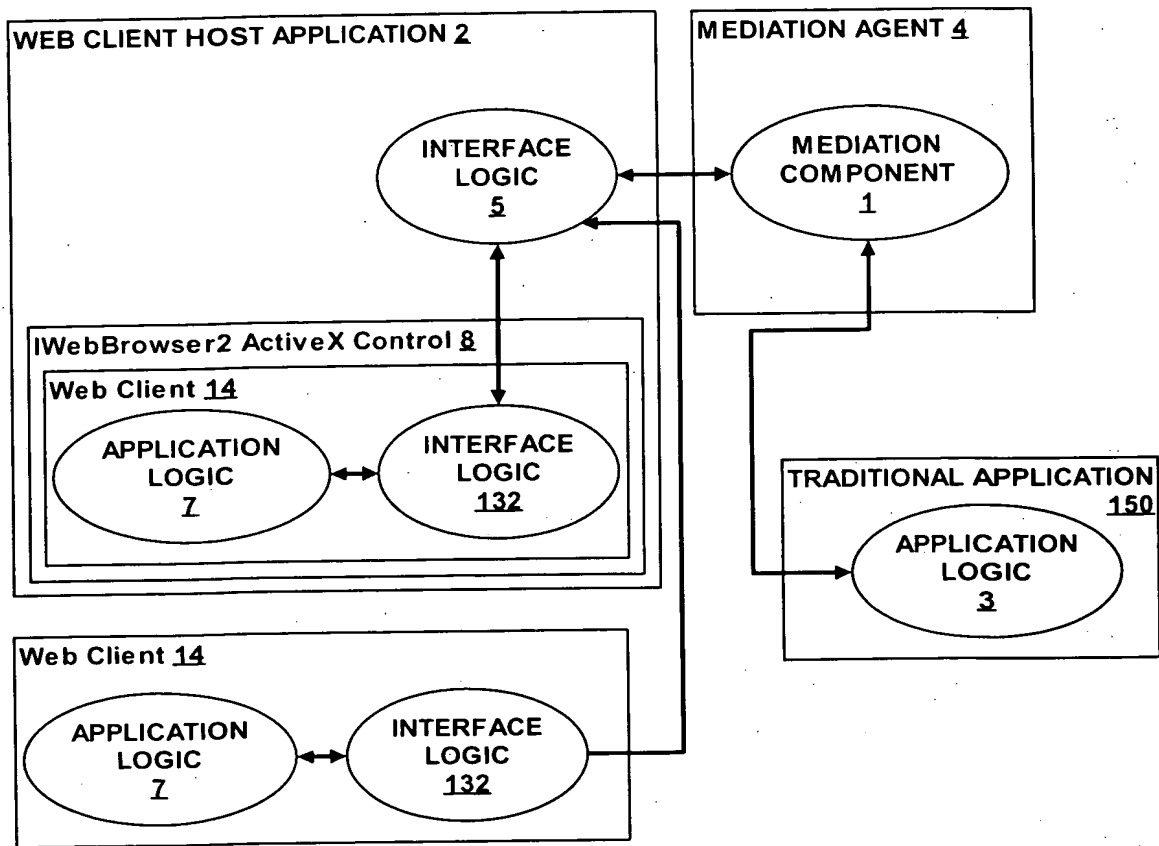 WEB CLIENT HOST APPLICATION 2
MEDIATION AGENT 4
INTERFACE
LOGIC
5
MEDIATION
COMPONENT
1
IWebBrowser2 ActiveX Control 8
Web Client 14
APPLICATION
LOGIC
7
INTERFACE
LOGIC
132
TRADITIONAL APPLICATION
150
APPLICATION
LOGIC
3
Web Client 14
APPLICATION
LOGIC
7
INTERFACE
LOGIC
132